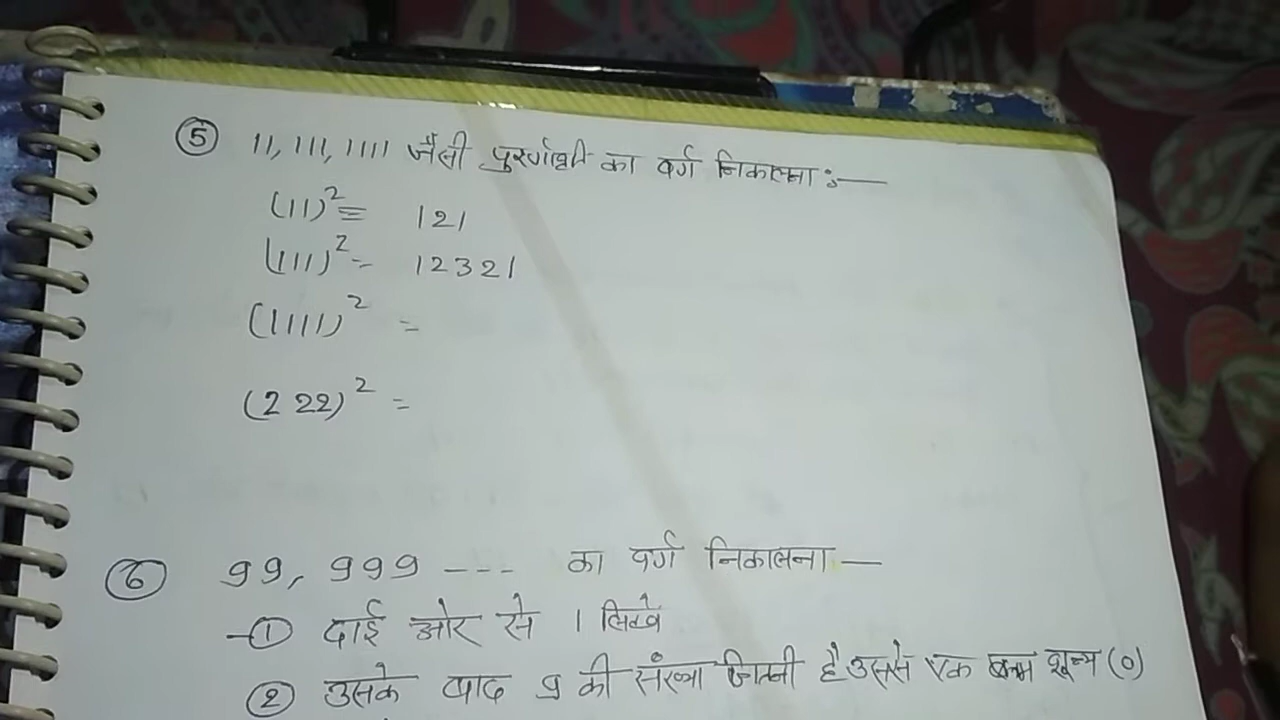 ⑤ 11, 111, 1111 जैसी का वर्ग निकालना :—
(11)² = 121
(111)² = 12321
(1111)² =
(222)² =
⑥ 99, 999 --- का वर्ग निकालना —
① दाई ओर से 1 लिखे
② उसके बाद 9 की संख्या जितनी है उससे एक कम शून्य (0)